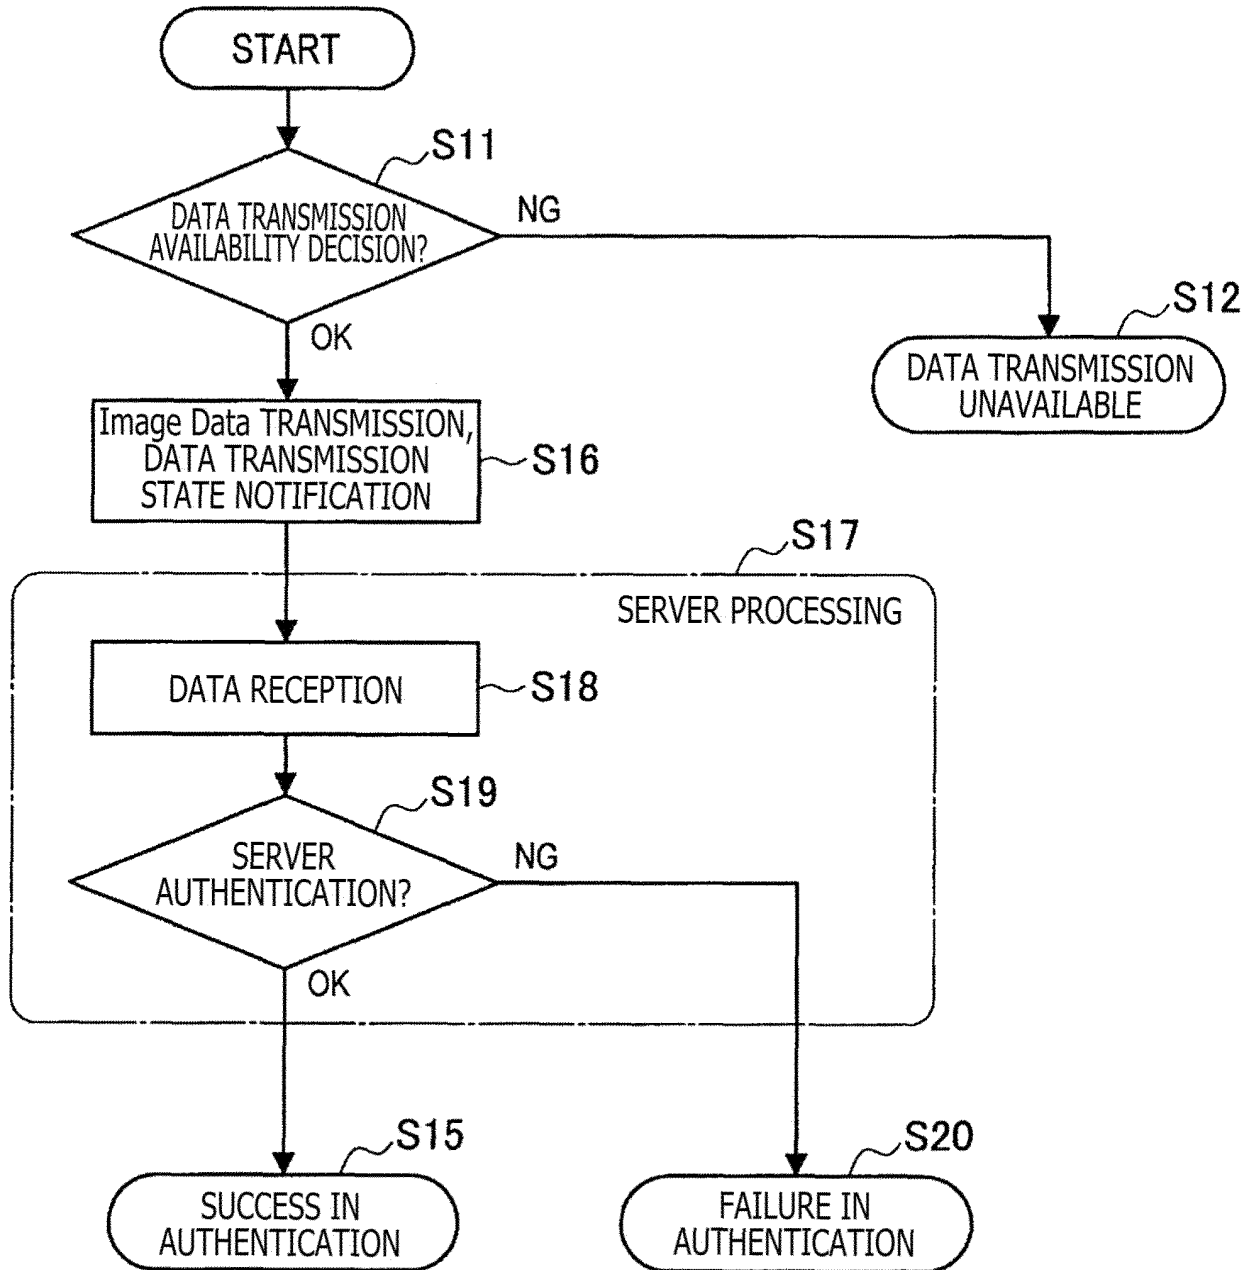 START
S11
DATA TRANSMISSION
AVAILABILITY DECISION?
NG
OK
S12
DATA TRANSMISSION
UNAVAILABLE
Image Data TRANSMISSION,
DATA TRANSMISSION
STATE NOTIFICATION
S16
S17
SERVER PROCESSING
DATA RECEPTION
S18
S19
SERVER
AUTHENTICATION?
NG
OK
S15
SUCCESS IN
AUTHENTICATION
S20
FAILURE IN
AUTHENTICATION